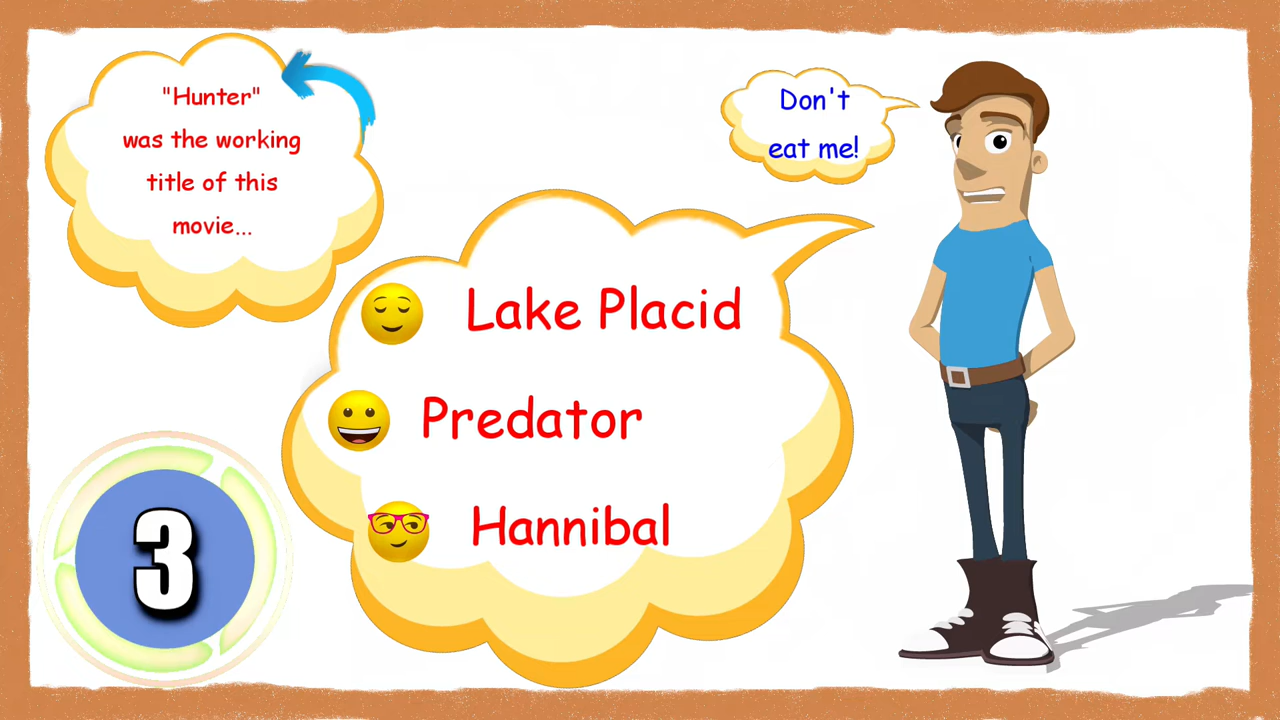 "Hunter"
was the working
title of this
movie...
Don't
eat me!
Lake Placid
Predator
Hannibal
3